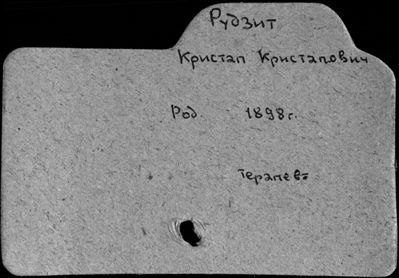 Рудзит
Кристап Кристапович
Род. 1898г.
терапевт